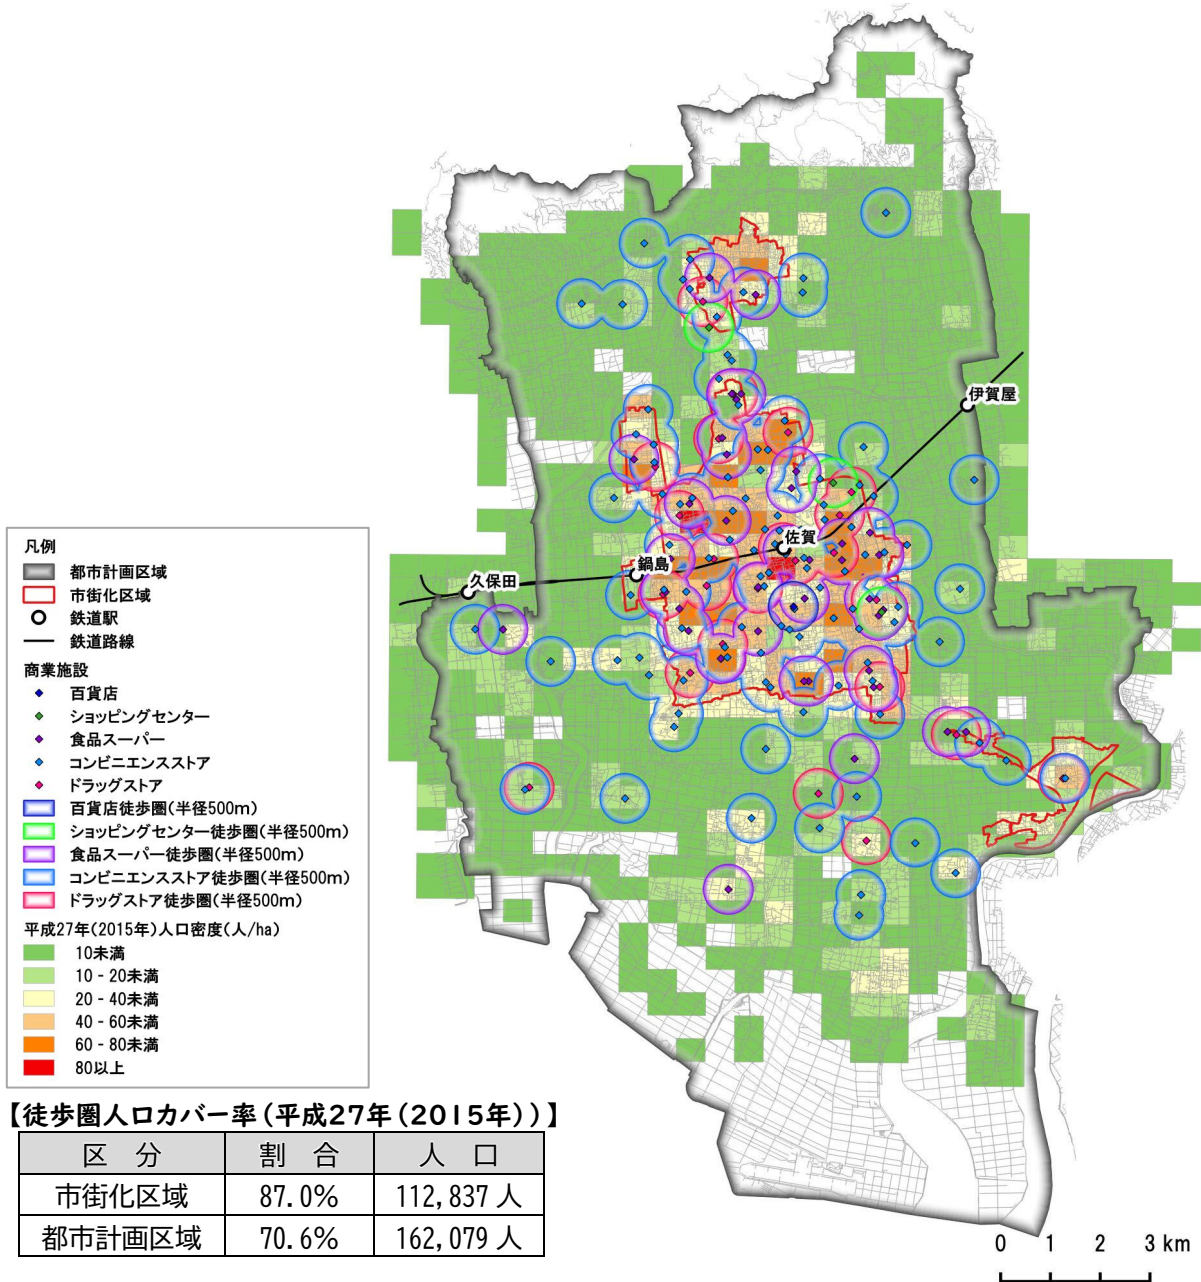 伊賀屋
佐賀
鍋島
久保田
凡例
都市計画区域
市街化区域
鉄道駅
鉄道路線
商業施設
百貨店
ショッピングセンター
食品スーパー
コンビニエンスストア
ドラッグストア
百貨店徒歩圏(半径500m)
ショッピングセンター徒歩圏(半径500m)
食品スーパー徒歩圏(半径500m)
コンビニエンスストア徒歩圏(半径500m)
ドラッグストア徒歩圏(半径500m)
平成27年(2015年)人口密度(人/ha)
10未満
10 - 20未満
20 - 40未満
40 - 60未満
60 - 80未満
80以上
【徒歩圏人口カバー率(平成27年(2015年))】
区 分 割 合 人 口
市街化区域 87.0% 112,837 人
都市計画区域 70.6% 162,079 人
0 1 2 3 km